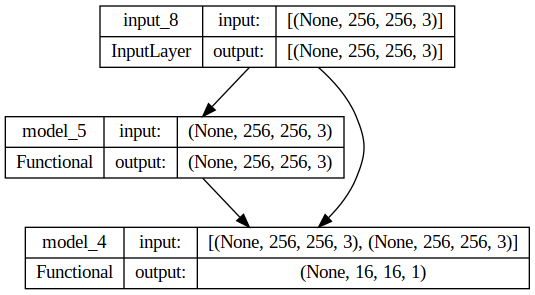 input_8 input: [(None, 256, 256, 3)]
InputLayer output: [(None, 256, 256, 3)]
model_5 input: (None, 256, 256, 3)
Functional output: (None, 256, 256, 3)
model_4 input: [(None, 256, 256, 3), (None, 256, 256, 3)]
Functional output: (None, 16, 16, 1)